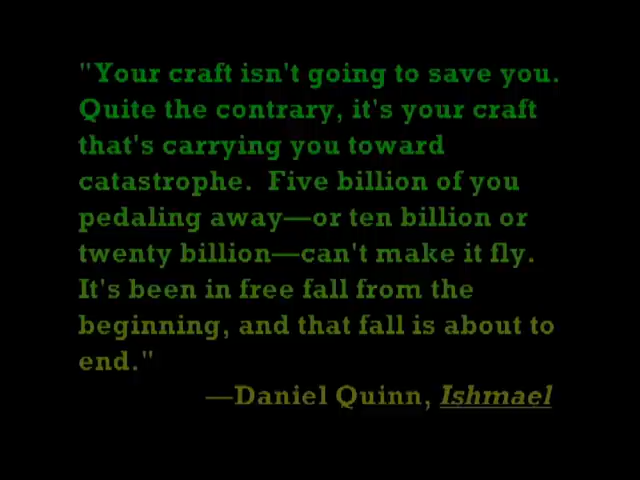 "Your craft isn't going to save you.
Quite the contrary, it's your craft
that's carrying you toward
catastrophe.  Five billion of you
pedaling away—or ten billion or
twenty billion—can't make it fly.
It's been in free fall from the
beginning, and that fall is about to
end."
—Daniel Quinn, Ishmael